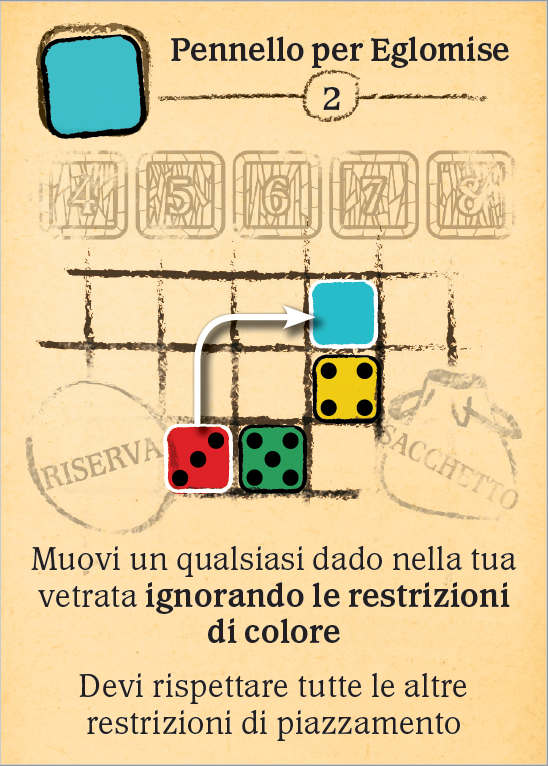 Pennello per Eglomise
2
4 5 6 7 8
RISERVA
SACCHETTO
Muovi un qualsiasi dado nella tua
vetrata ignorando le restrizioni
di colore
Devi rispettare tutte le altre
restrizioni di piazzamento